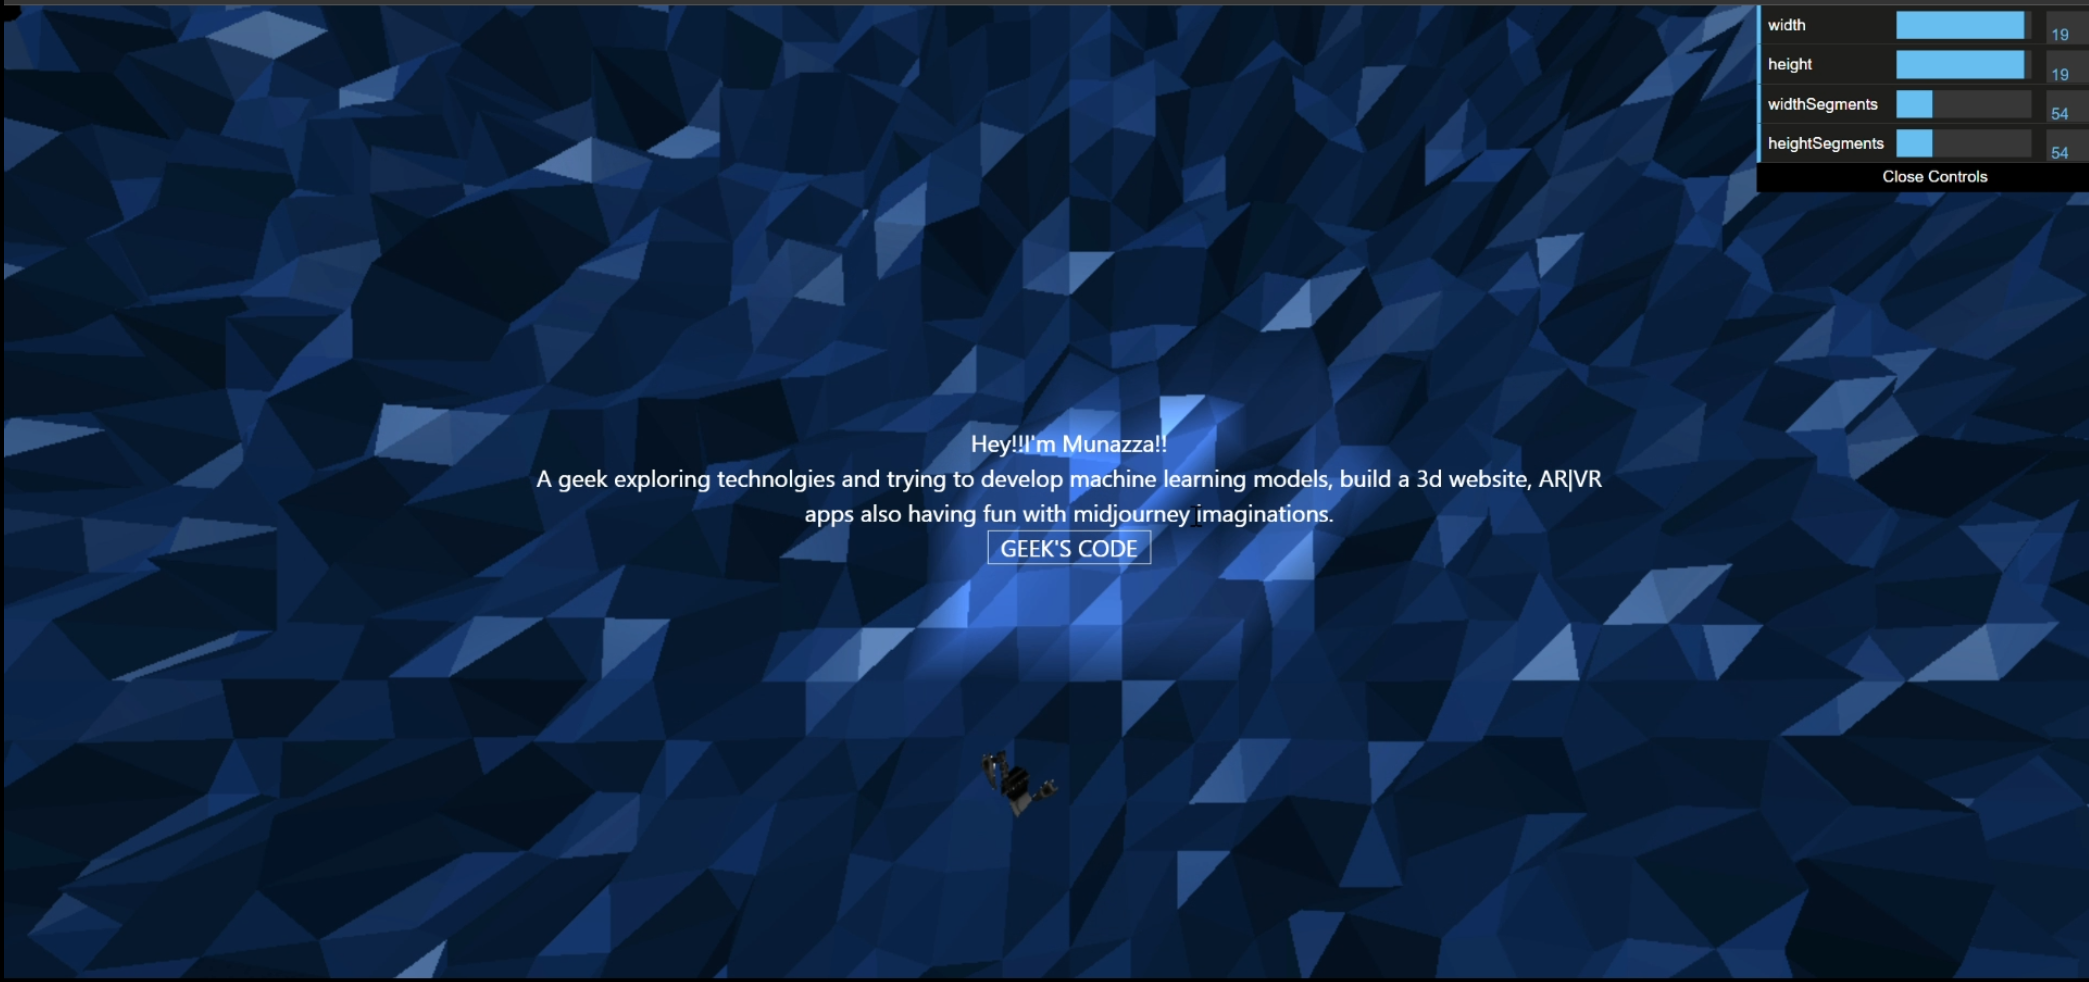 width 19
height 19
widthSegments 54
heightSegments 54
Close Controls
Hey!!I'm Munazza!!
A geek exploring technolgies and trying to develop machine learning models, build a 3d website, AR|VR
apps also having fun with midjourney imaginations.
GEEK'S CODE